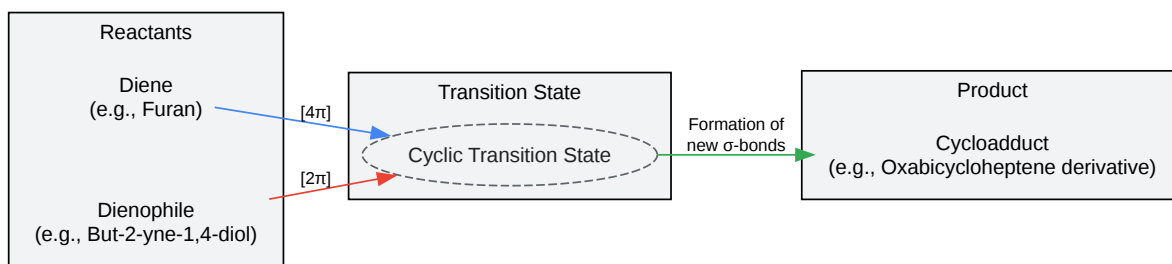 Reactants
Diene
(e.g., Furan)
[4π]
[2π]
Dienophile
(e.g., But-2-yne-1,4-diol)
Transition State
Cyclic Transition State
Formation of
new σ-bonds
Product
Cycloadduct
(e.g., Oxabicycloheptene derivative)